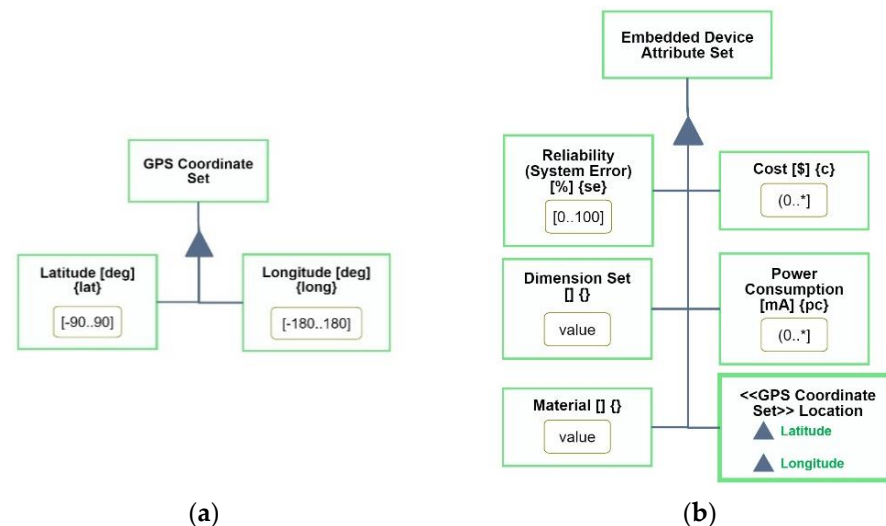 GPS Coordinate
Set
Latitude [deg]
{lat}
[-90..90]
Longitude [deg]
{long}
[-180..180]
(a)
Embedded Device
Attribute Set
Reliability
(System Error)
[%] {se}
[0..100]
Cost [$] {c}
(0..*]
Dimension Set
[] {}
value
Power
Consumption
[mA] {pc}
(0..*]
Material [] {}
value
<<GPS Coordinate
Set>> Location
Latitude
Longitude
(b)